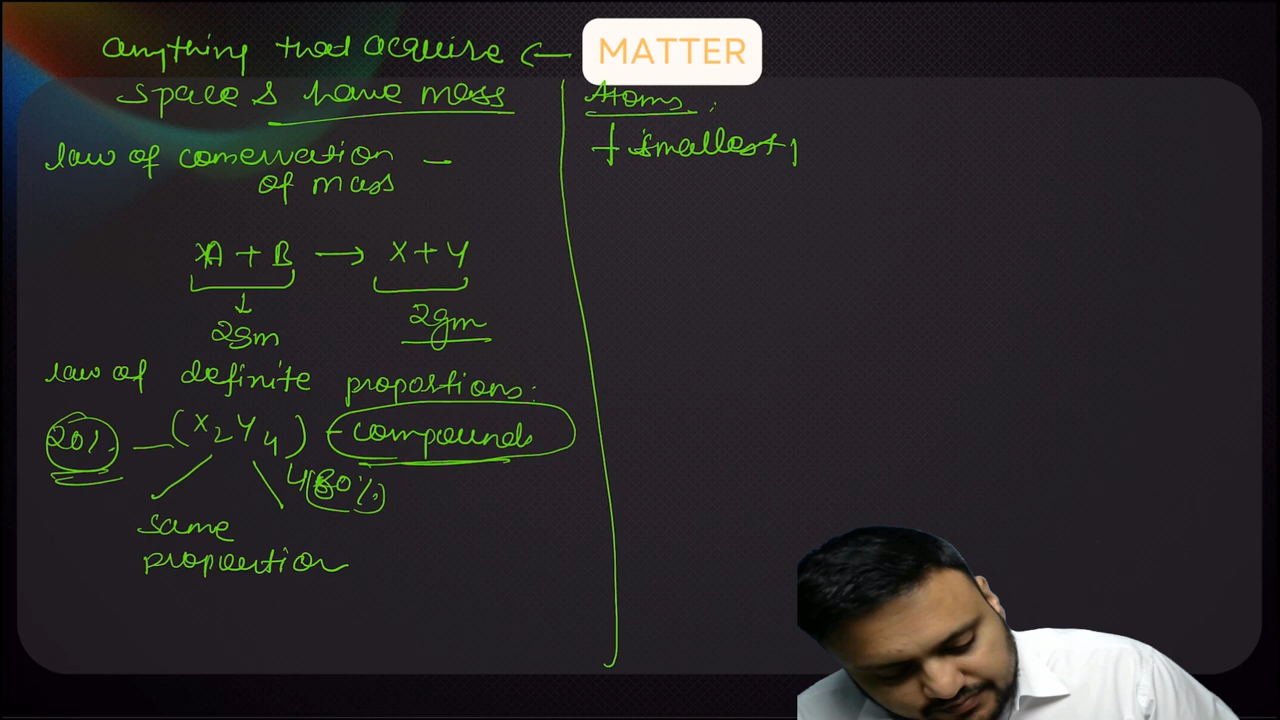 MATTER
anything that acquire ←
space & have mass
law of conservation –
of mass
A + B → X + Y
2gm
2gm
law of definite proportions:
20% – (X2Y4) – compounds
80%
same
proportion
Atoms:
smallest